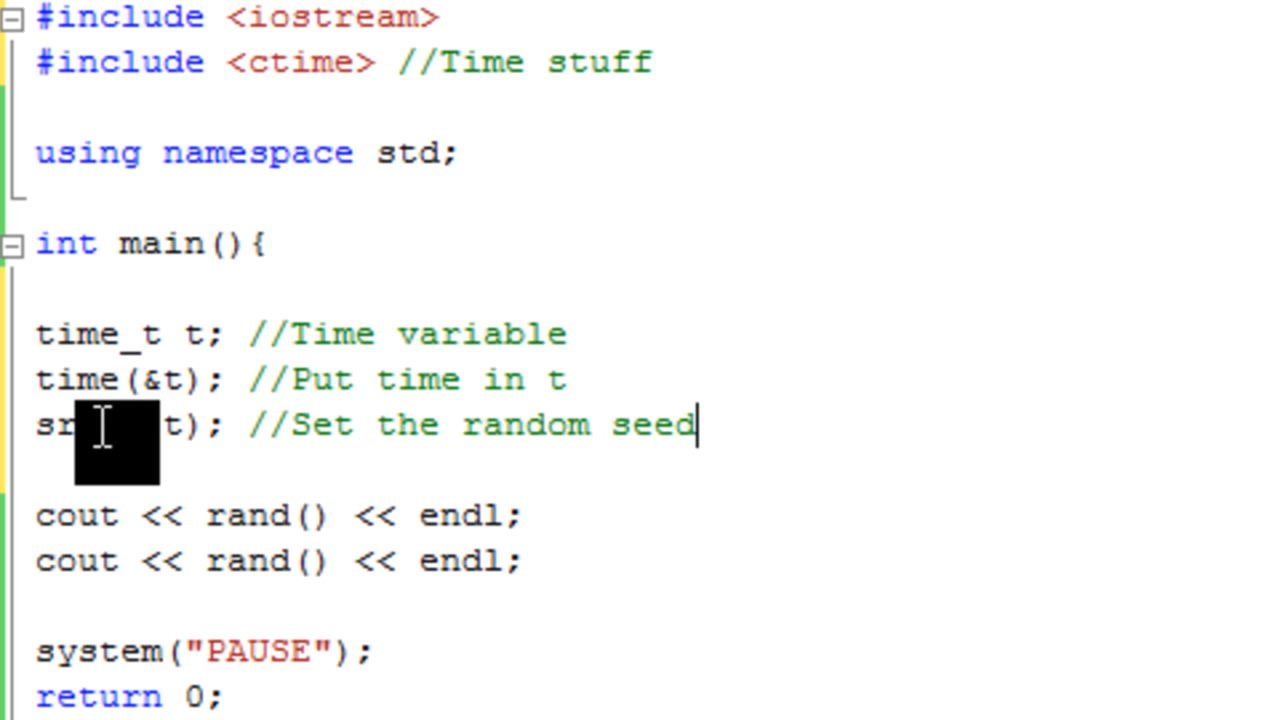 #include <iostream>
#include <ctime> //Time stuff
using namespace std;
int main(){
time_t t; //Time variable
time(&t); //Put time in t
t); //Set the random seed
cout << rand() << endl;
cout << rand() << endl;
system("PAUSE");
return 0;